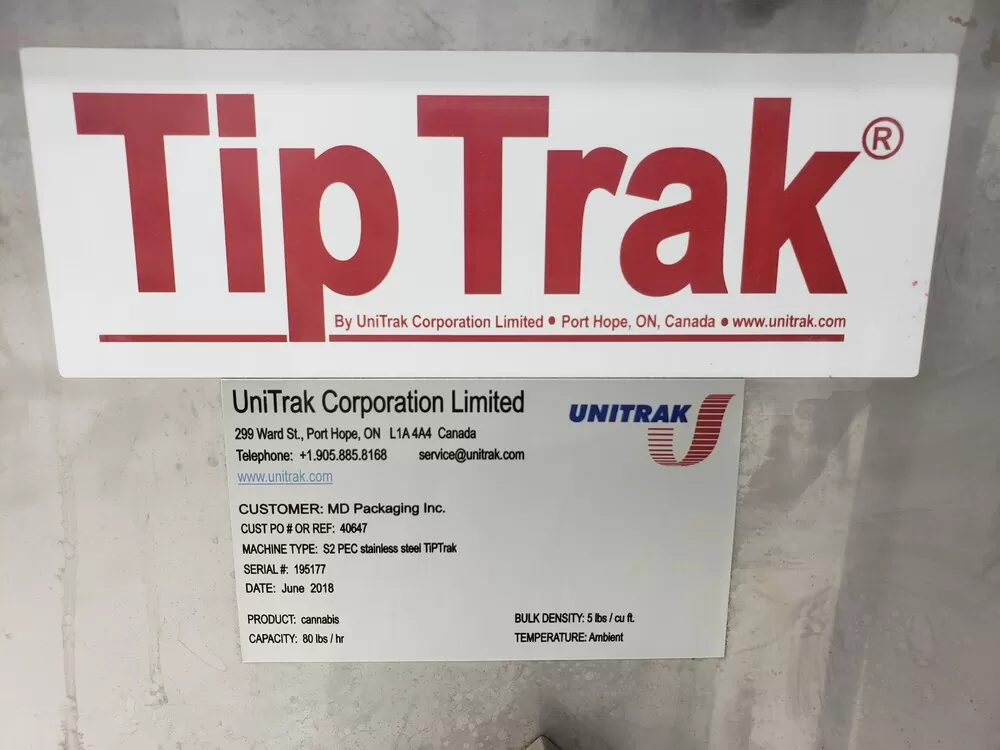 Tip Trak®
By UniTrak Corporation Limited • Port Hope, ON, Canada • www.unitrak.com
UniTrak Corporation Limited
UNITRAK
299 Ward St., Port Hope, ON L1A 4A4 Canada
Telephone: +1.905.885.8168 service@unitrak.com
www.unitrak.com
CUSTOMER: MD Packaging Inc.
CUST PO # OR REF: 40647
MACHINE TYPE: S2 PEC stainless steel TiPTrak
SERIAL #: 195177
DATE: June 2018
PRODUCT: cannabis BULK DENSITY: 5 lbs / cu ft.
CAPACITY: 80 lbs / hr TEMPERATURE: Ambient